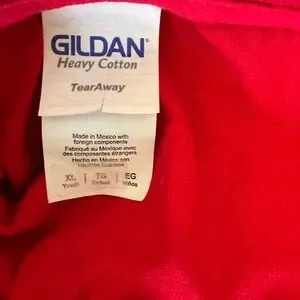 GILDAN®
Heavy Cotton
TearAway
Made in Mexico with
foreign components
Fabriqué au Mexique avec
des composantes étrangers
Hecho en México con
XL TG EG
Youth Enfant Niños